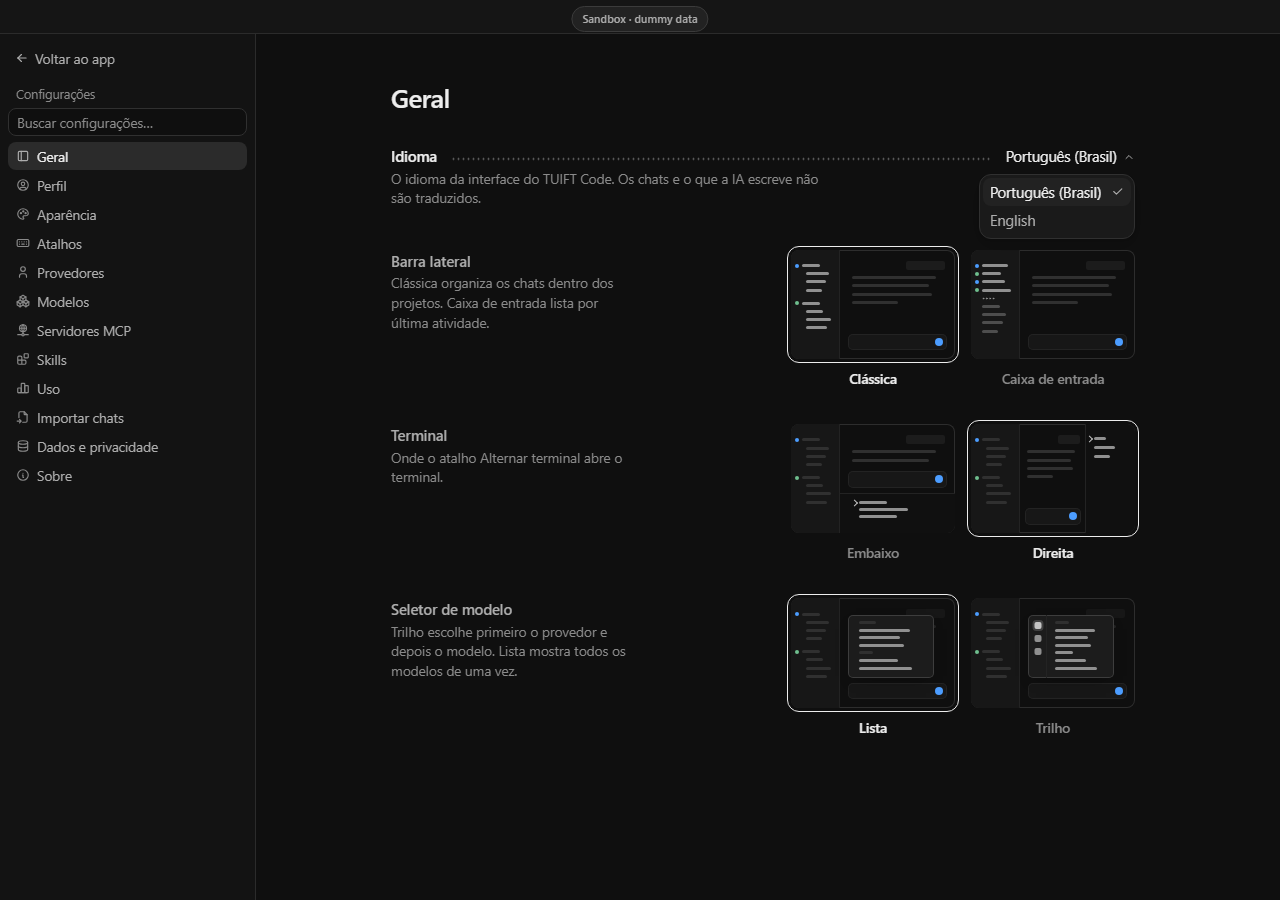 Sandbox · dummy data
Voltar ao app
Configurações
Buscar configurações...
Geral
Perfil
Aparência
Atalhos
Provedores
Modelos
Servidores MCP
Skills
Uso
Importar chats
Dados e privacidade
Sobre
Geral
Idioma
Português (Brasil)
O idioma da interface do TUIFT Code. Os chats e o que a IA escreve não
são traduzidos.
Português (Brasil)
English
Barra lateral
Clássica organiza os chats dentro dos
projetos. Caixa de entrada lista por
última atividade.
Clássica
Caixa de entrada
Terminal
Onde o atalho Alternar terminal abre o
terminal.
Embaixo
Direita
Seletor de modelo
Trilho escolhe primeiro o provedor e
depois o modelo. Lista mostra todos os
modelos de uma vez.
Lista
Trilho